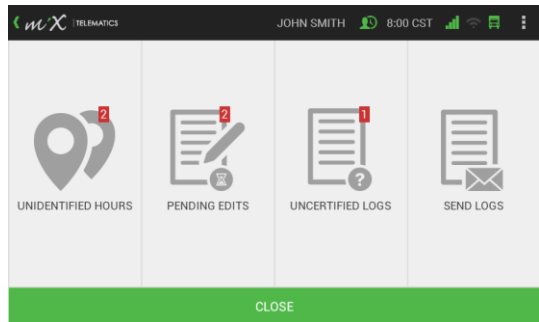 miX TELEMATICS
JOHN SMITH 8:00 CST
2
2
1
UNIDENTIFIED HOURS
PENDING EDITS
?
UNCERTIFIED LOGS
SEND LOGS
CLOSE